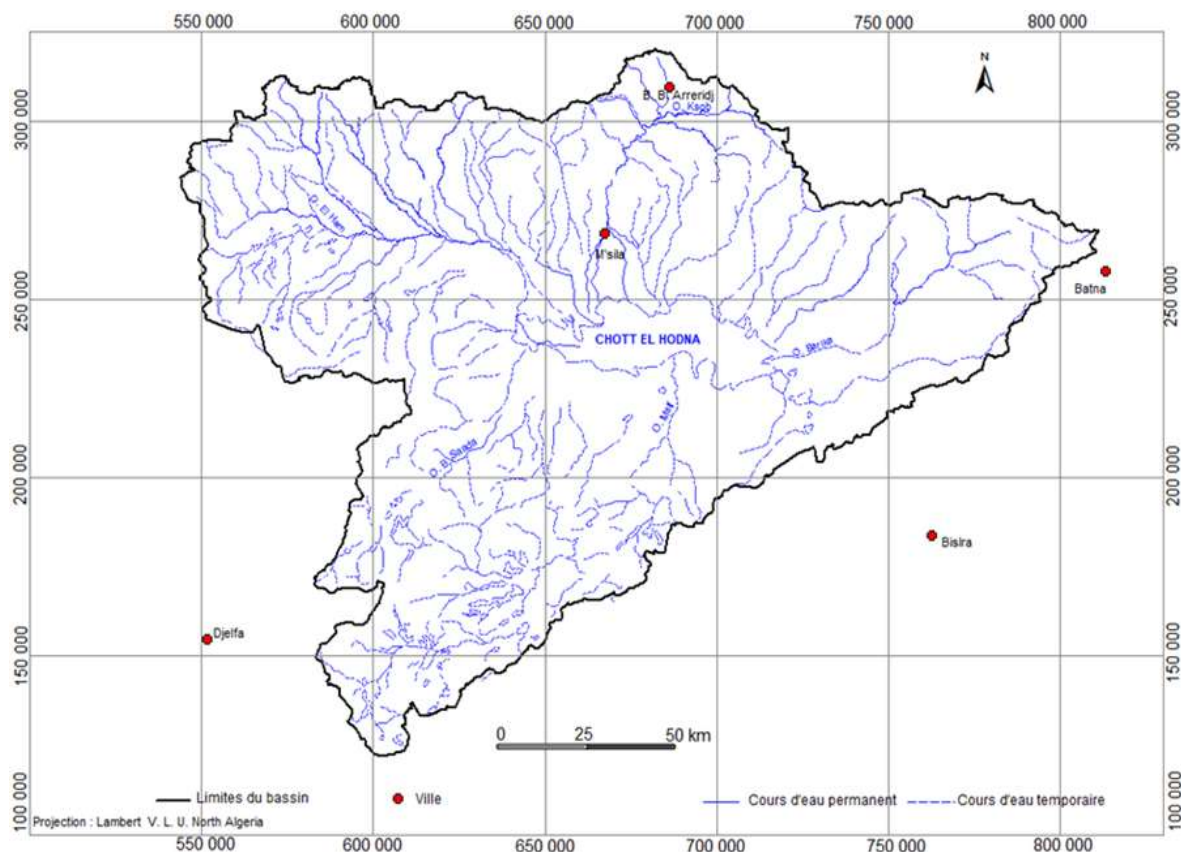 550 000 600 000 650 000 700 000 750 000 800 000
N
B. B. Arreridj
O. Ksob
300 000 300 000
O. El Ham
M'sila
Batna
250 000 250 000
CHOTT EL HODNA
O. Barika
O. Msif
O. B. Saada
200 000 200 000
Bislra
Djelfa
150 000 150 000
0 25 50 km
Limites du bassin Ville Cours d'eau permanent Cours d'eau temporaire
100 000 100 000
Projection : Lambert V. L. U. North Algeria
550 000 600 000 650 000 700 000 750 000 800 000